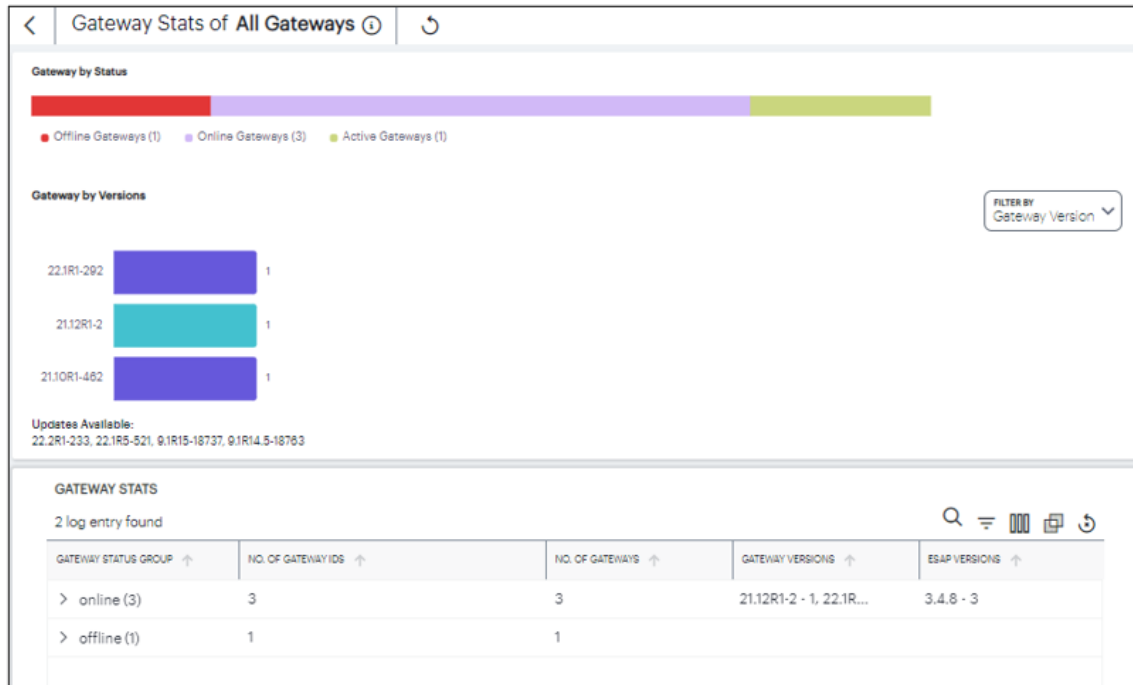 Gateway Stats of All Gateways
Gateway by Status
Offline Gateways (1) Online Gateways (3) Active Gateways (1)
Gateway by Versions
FILTER BY
Gateway Version
22.1R1-292 1
21.12R1-2 1
21.10R1-462 1
Updates Available:
22.2R1-233, 22.1R5-521, 9.1R15-18737, 9.1R14.5-18763
GATEWAY STATS
2 log entry found
GATEWAY STATUS GROUP NO. OF GATEWAY IDS NO. OF GATEWAYS GATEWAY VERSIONS ESAP VERSIONS
online (3) 3 3 21.12R1-2 - 1, 22.1R... 3.4.8 - 3
offline (1) 1 1